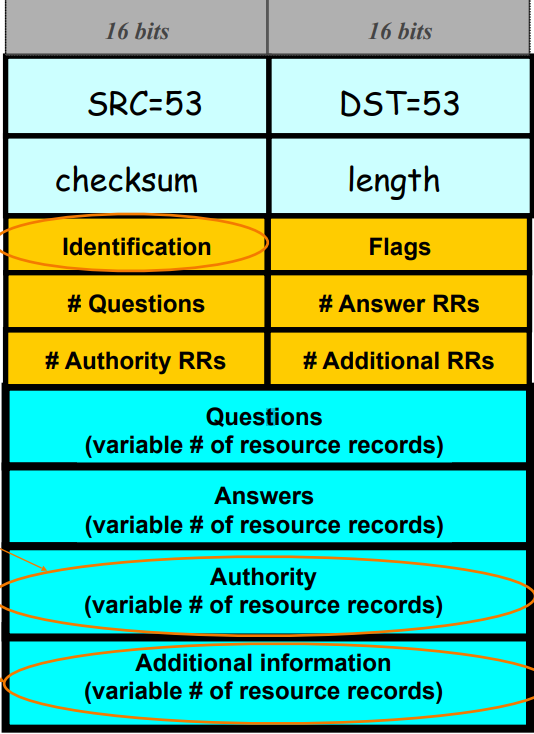 16 bits 16 bits
SRC=53 DST=53
checksum length
Identification Flags
# Questions # Answer RRs
# Authority RRs # Additional RRs
Questions
(variable # of resource records)
Answers
(variable # of resource records)
Authority
(variable # of resource records)
Additional information
(variable # of resource records)